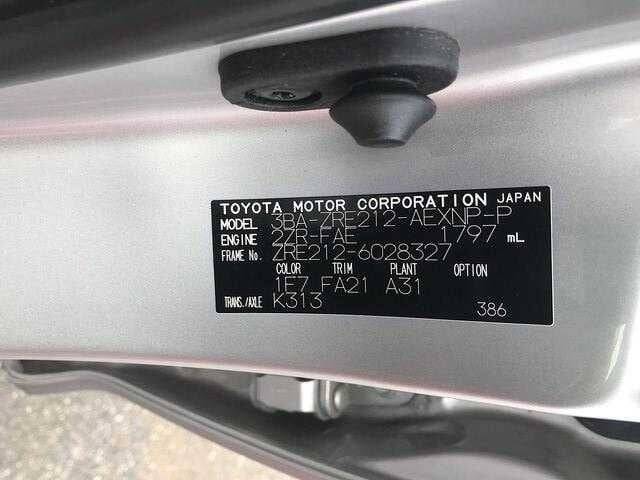 TOYOTA MOTOR CORPORATION JAPAN
MODEL 3BA-ZRE212-AEXNP-P
ENGINE 2ZR-FAE 1797 mL
FRAME No. ZRE212-6028327
COLOR TRIM PLANT OPTION
1E7 FA21 A31
TRANS./AXLE K313
386